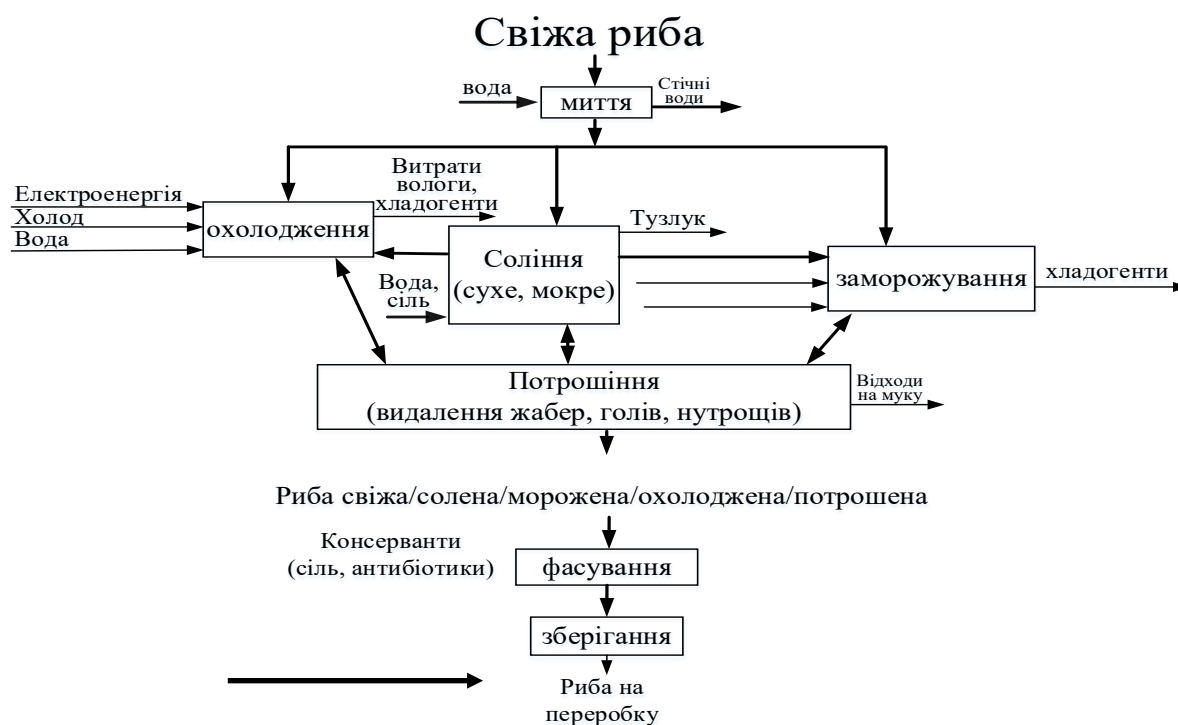 Свіжа риба
вода
миття
Стічні
води
Електроенергія
Холод
Вода
охолодження
Витрати
вологи,
хладогенти
Соління
(сухе, мокре)
Вода,
сіль
Тузлук
заморожування
хладогенти
Потрошіння
(видалення жабер, голів, нутрощів)
Відходи
на муку
Риба свіжа/солена/морожена/охолоджена/потрошена
Консерванти
(сіль, антибіотики)
фасування
зберігання
Риба на
переробку